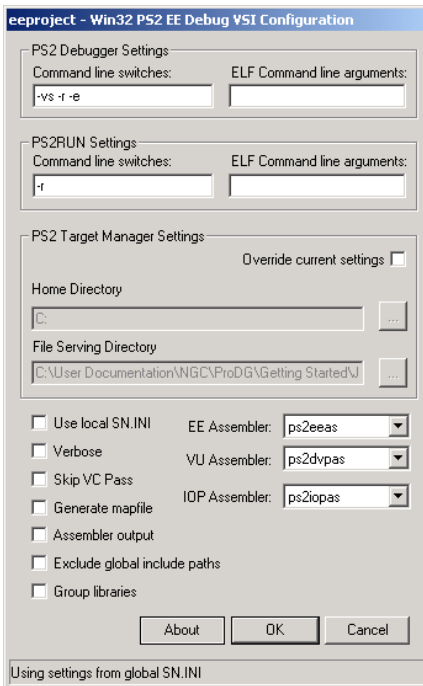 eeproject - Win32 PS2 EE Debug VSI Configuration
PS2 Debugger Settings
Command line switches: ELF Command line arguments:
-vs -r -e
PS2RUN Settings
Command line switches: ELF Command line arguments:
-r
PS2 Target Manager Settings
Override current settings
Home Directory
C:
...
File Serving Directory
C:\User Documentation\NGC\ProDG\Getting Started\J
...
Use local SN.INI
Verbose
Skip VC Pass
Generate mapfile
Assembler output
Exclude global include paths
Group libraries
EE Assembler: ps2eeas
VU Assembler: ps2dvpas
IOP Assembler: ps2iopas
About OK Cancel
Using settings from global SN.INI